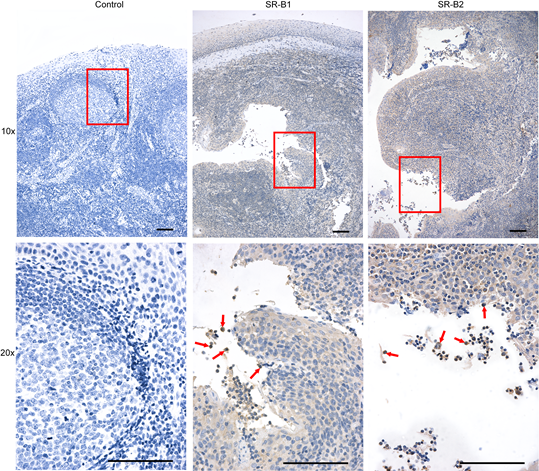 Control
SR-B1
SR-B2
10x
20x